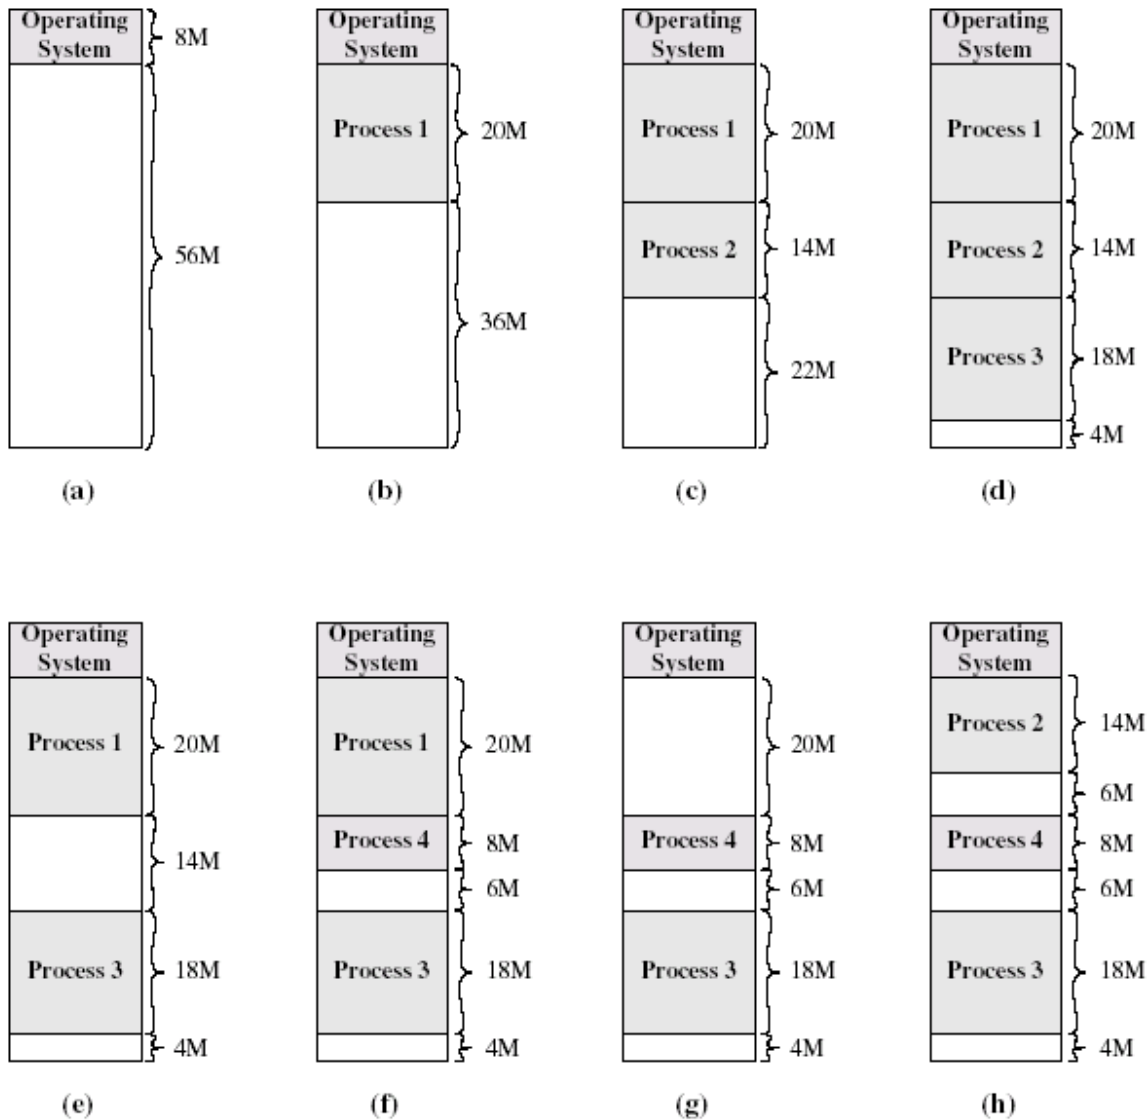 Operating
System
8M
56M
(a)
Operating
System
Process 1
20M
36M
(b)
Operating
System
Process 1
20M
Process 2
14M
22M
(c)
Operating
System
Process 1
20M
Process 2
14M
Process 3
18M
4M
(d)
Operating
System
Process 1
20M
14M
Process 3
18M
4M
(e)
Operating
System
Process 1
20M
Process 4
8M
6M
Process 3
18M
4M
(f)
Operating
System
20M
Process 4
8M
6M
Process 3
18M
4M
(g)
Operating
System
Process 2
14M
6M
Process 4
8M
6M
Process 3
18M
4M
(h)